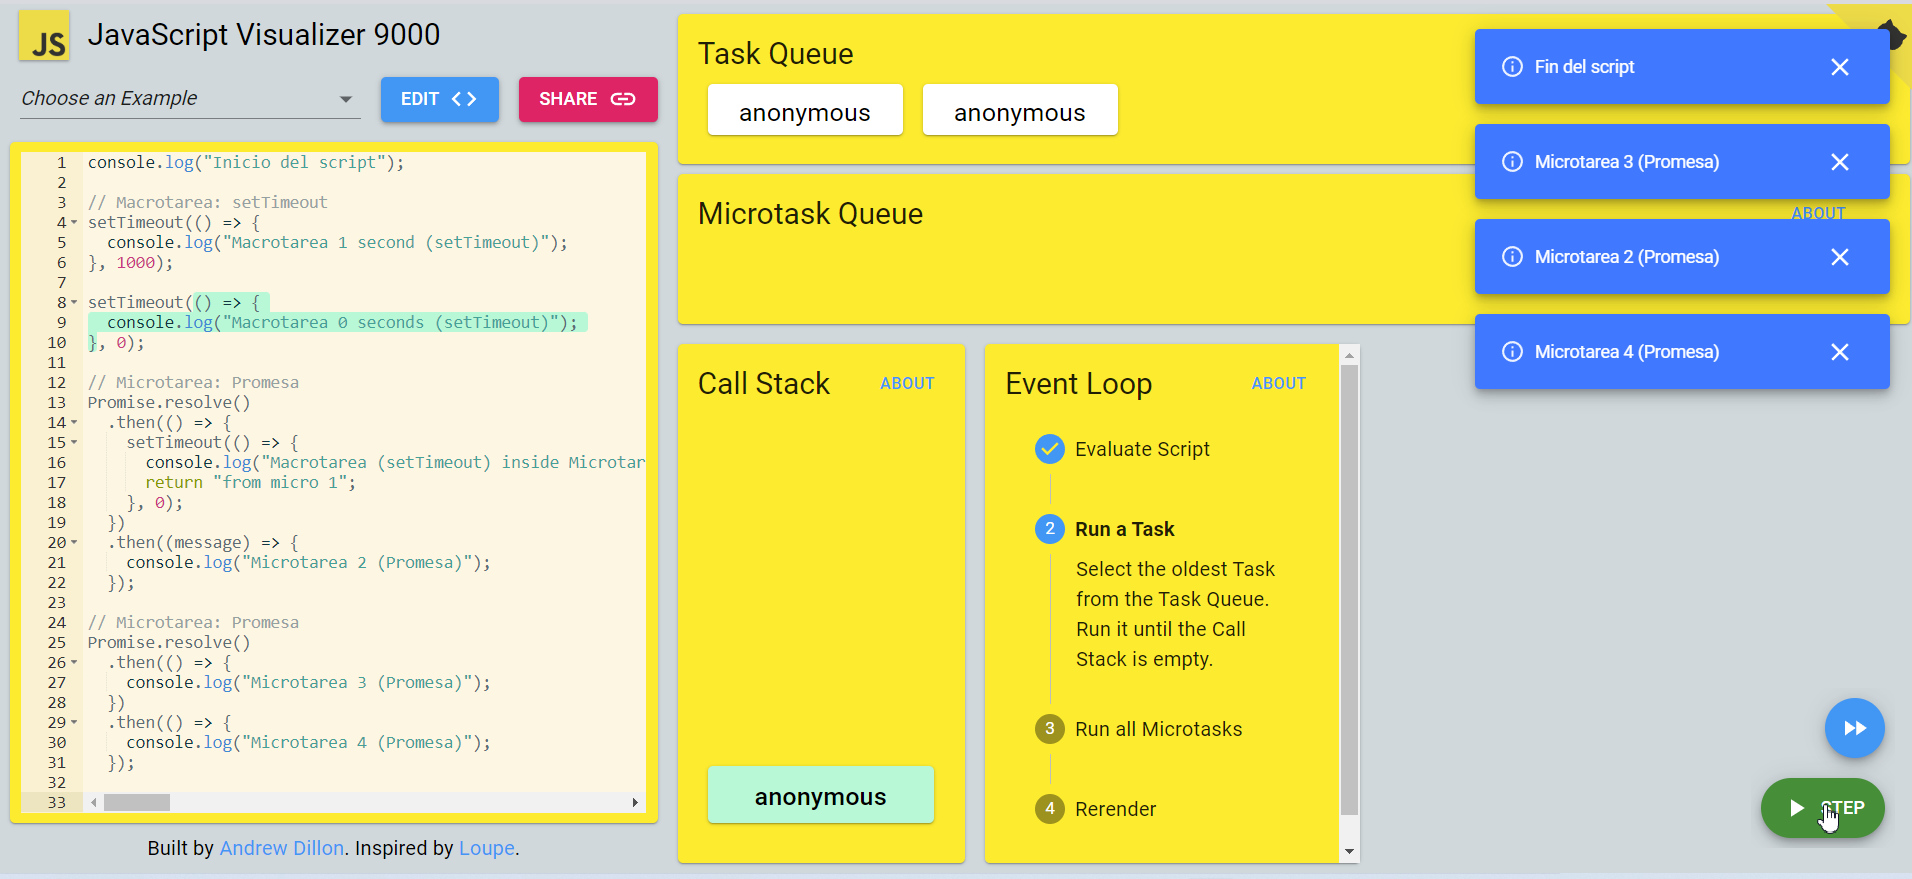 JS
JavaScript Visualizer 9000
Choose an Example
EDIT <>
SHARE
1 console.log("Inicio del script");
2
3 // Macrotarea: setTimeout
4 setTimeout(() => {
5 console.log("Macrotarea 1 second (setTimeout)");
6 }, 1000);
7
8 setTimeout(() => {
9 console.log("Macrotarea 0 seconds (setTimeout)");
10 }, 0);
11
12 // Microtarea: Promesa
13 Promise.resolve()
14 .then(() => {
15 setTimeout(() => {
16 console.log("Macrotarea (setTimeout) inside Microtar
17 return "from micro 1";
18 }, 0);
19 })
20 .then((message) => {
21 console.log("Microtarea 2 (Promesa)");
22 });
23
24 // Microtarea: Promesa
25 Promise.resolve()
26 .then(() => {
27 console.log("Microtarea 3 (Promesa)");
28 })
29 .then(() => {
30 console.log("Microtarea 4 (Promesa)");
31 });
32
33
Built by Andrew Dillon. Inspired by Loupe.
Task Queue
anonymous
anonymous
Microtask Queue
ABOUT
Call Stack
ABOUT
anonymous
Event Loop
ABOUT
Evaluate Script
2 Run a Task
Select the oldest Task
from the Task Queue.
Run it until the Call
Stack is empty.
3 Run all Microtasks
4 Rerender
Fin del script
Microtarea 3 (Promesa)
Microtarea 2 (Promesa)
Microtarea 4 (Promesa)
STEP